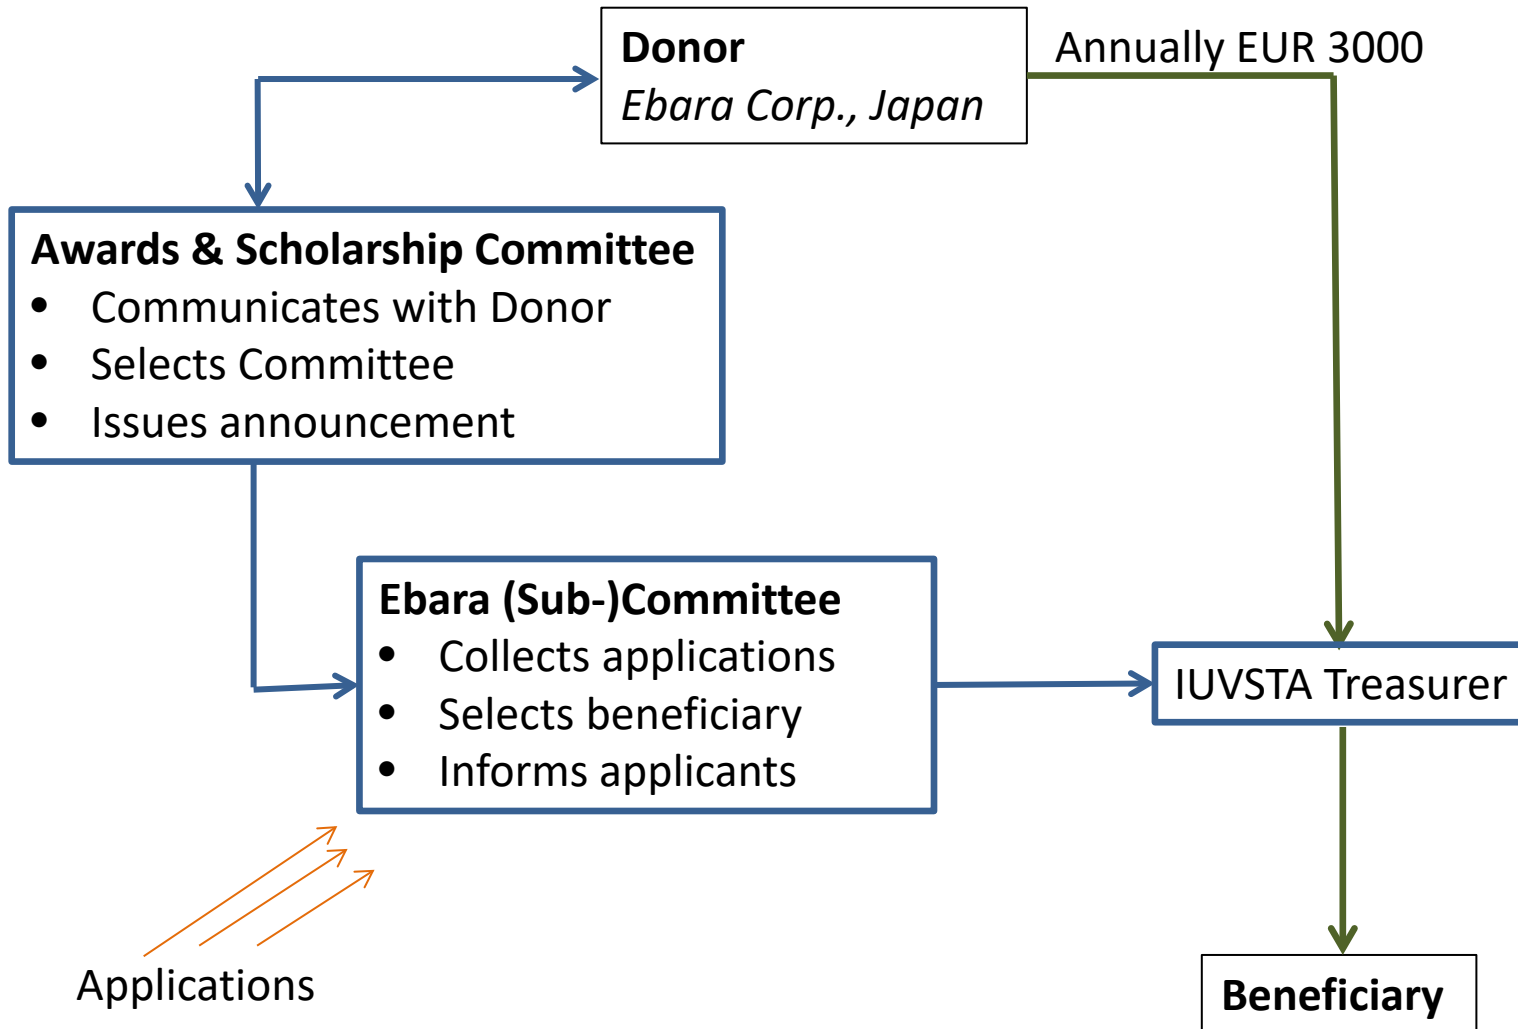 Donor
Ebara Corp., Japan
Annually EUR 3000
Awards & Scholarship Committee
• Communicates with Donor
• Selects Committee
• Issues announcement
Ebara (Sub-)Committee
• Collects applications
• Selects beneficiary
• Informs applicants
IUVSTA Treasurer
Applications
Beneficiary